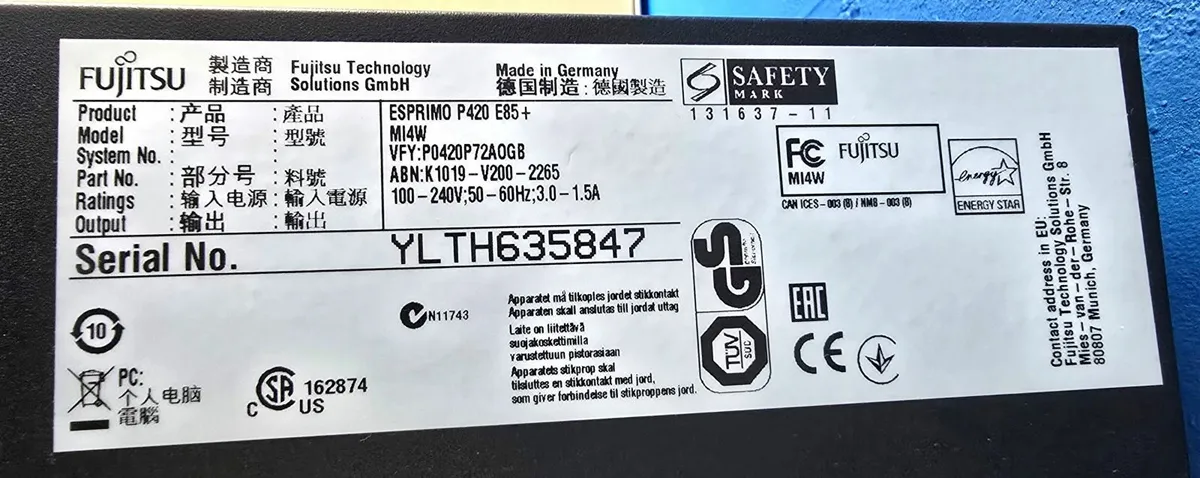 FUJITSU 製造商 Fujitsu Technology Made in Germany SAFETY
制造商 Solutions GmbH 德国制造 : 德國製造 MARK
131637-11
Product : 产品 : 產品 ESPRIMO P420 E85+
Model : 型号 : 型號 MI4W
System No. : : VFY:P0420P72AOGB
Part No. : 部分号 : 料號 ABN:K1019-V200-2265
Ratings : 输入电源 : 輸入電源 100-240V;50-60Hz;3.0-1.5A
Output : 输出 : 輸出
FC FUJITSU
MI4W
CAN ICES-003 (B) / NMB-003 (B)
energy
ENERGY STAR
Serial No. YLTH635847
Contact address in EU:
Fujitsu Technology Solutions GmbH
Mies-van-der-Rohe-Str. 8
80807 Munich, Germany
10
N11743
Apparatet må tilkoples jordet stikkontakt
Apparaten skall anslutas till jordat uttag
Laite on liitettävä
suojakoskettimilla
varustettuun pistorasiaan
Apparatets stikprop skal
tilsluttes en stikkontakt med jord,
som giver forbindelse til stikproppens jord.
GS
TÜV
SÜD
EAC
CE
PC:
个人电脑
電腦
C SA US 162874